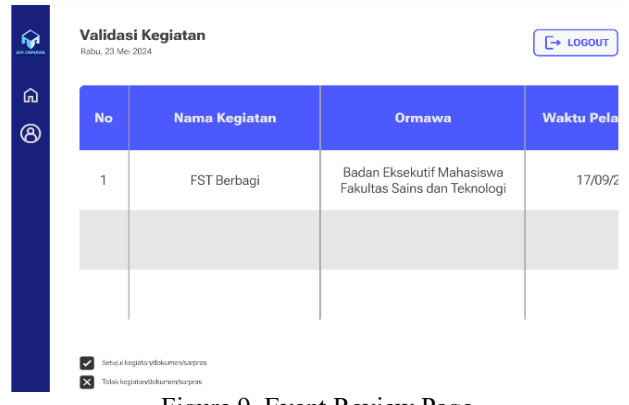 Validasi Kegiatan
Rabu, 23 Mei 2024
LOGOUT
SIM ORMAWA
No Nama Kegiatan Ormawa Waktu Pela
1 FST Berbagi Badan Eksekutif Mahasiswa
Fakultas Sains dan Teknologi 17/09/2
Setujui kegiatan/dokumen/sarpras
Tolak kegiatan/dokumen/sarpras
Figure 9. Event Review Page